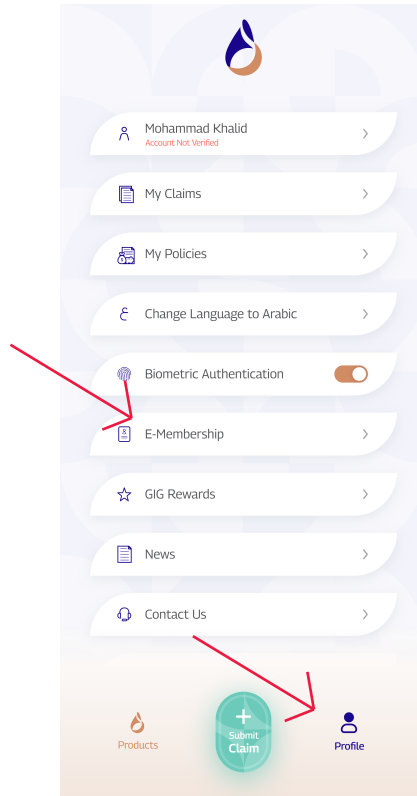 Mohammad Khalid
Account Not Verified
My Claims
My Policies
ع
Change Language to Arabic
Biometric Authentication
E-Membership
GIG Rewards
News
Contact Us
Products
Submit
Claim
Profile